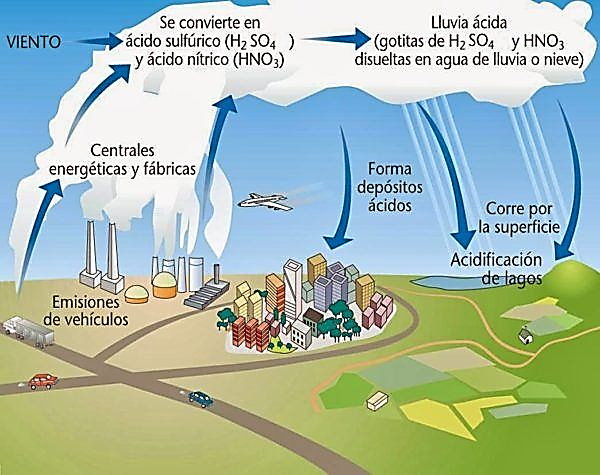 VIENTO
Se convierte en
ácido sulfúrico (H2 SO4 )
y ácido nítrico (HNO3)
Lluvia ácida
(gotitas de H2 SO4 y HNO3
disueltas en agua de lluvia o nieve)
Centrales
energéticas y fábricas
Forma
depósitos
ácidos
Corre por
la superficie
Acidificación
de lagos
Emisiones
de vehículos